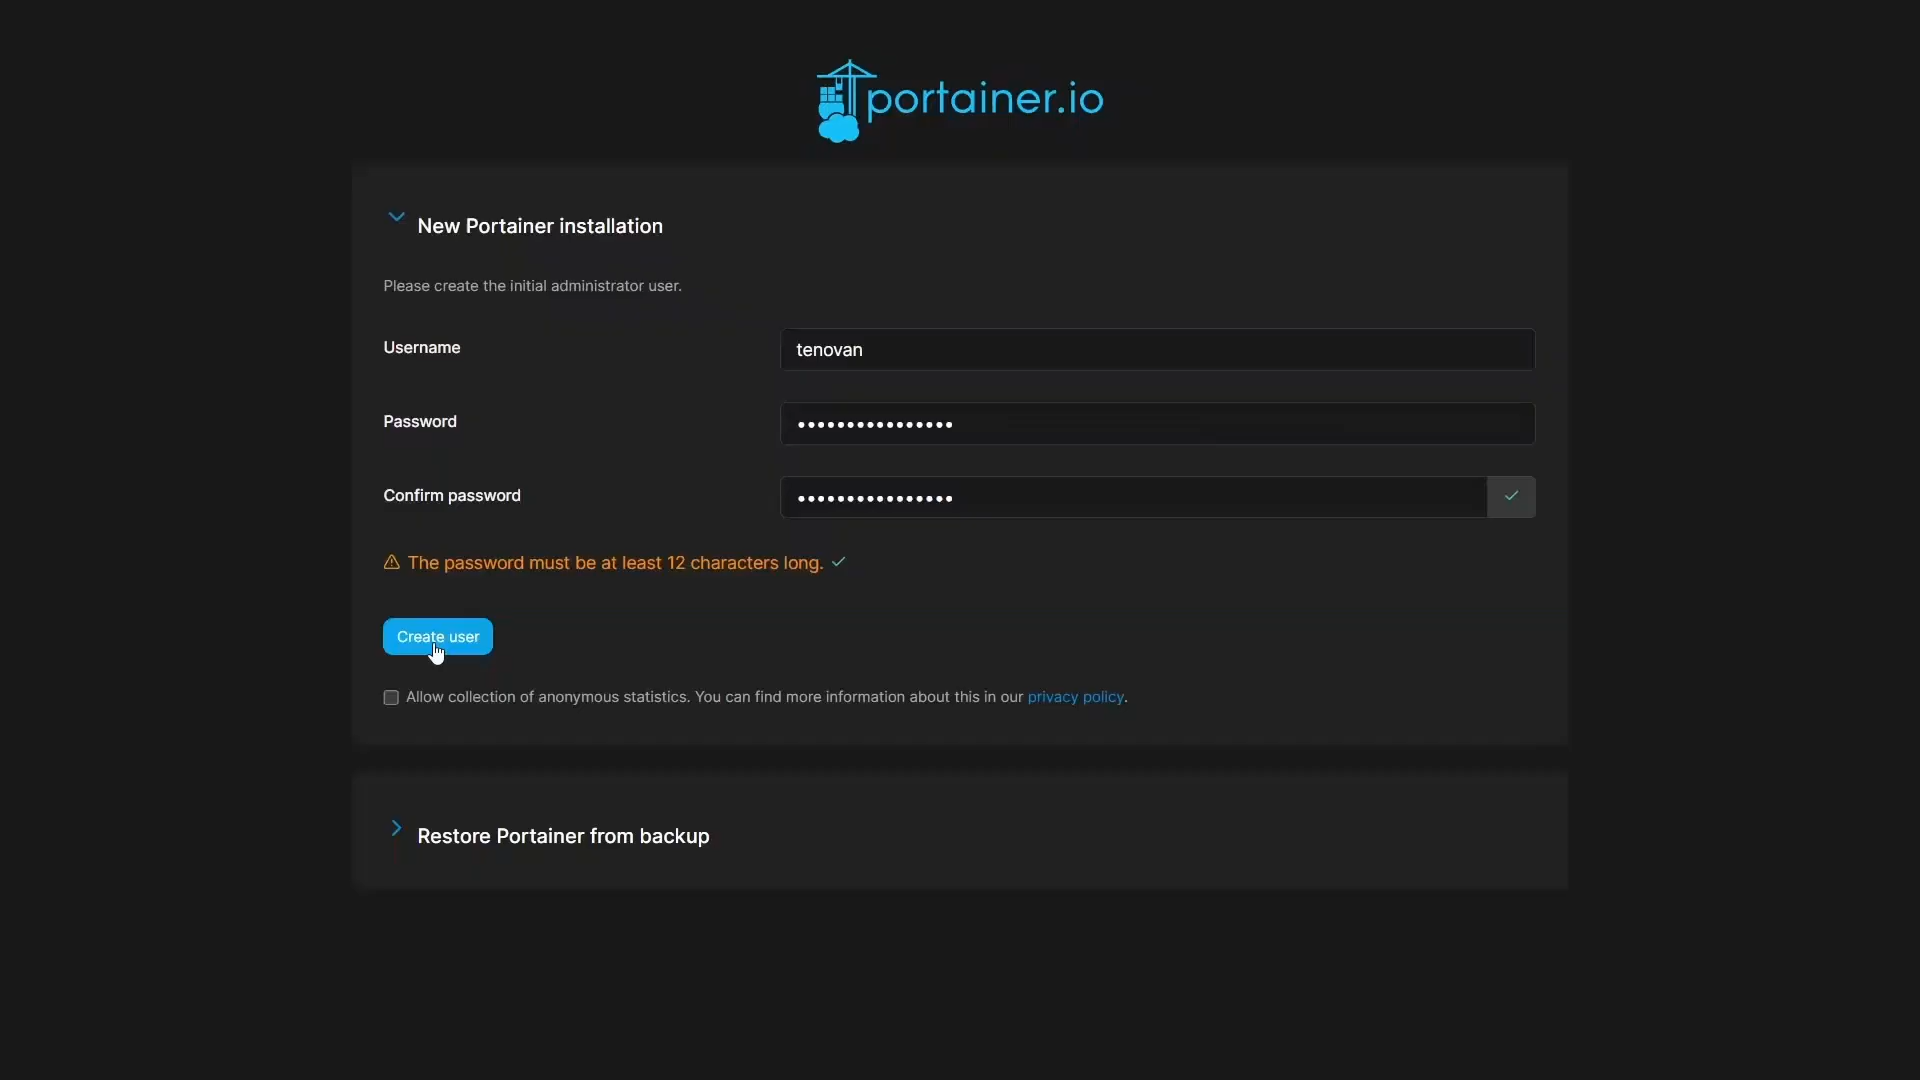 portainer.io
New Portainer installation
Please create the initial administrator user.
Username
tenovan
Password
••••••••••••••••
Confirm password
••••••••••••••••
The password must be at least 12 characters long.
Create user
Allow collection of anonymous statistics. You can find more information about this in our privacy policy.
Restore Portainer from backup